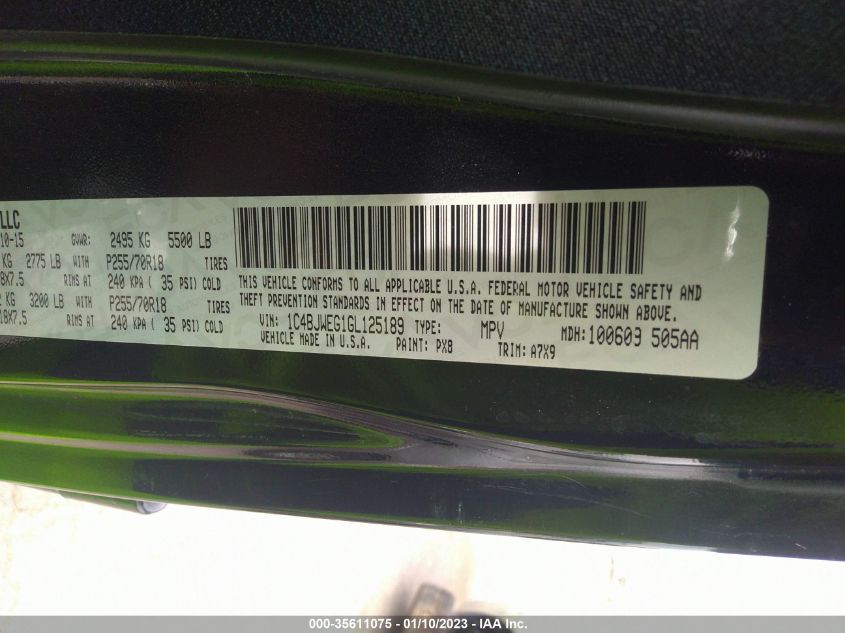 LLC
10-15 GVWR: 2495 KG 5500 LB
KG 2775 LB WITH P255/70R18 TIRES
8X7.5 RIMS AT 240 KPA ( 35 PSI) COLD
2 KG 3200 LB WITH P255/70R18 TIRES
18X7.5 RIMS AT 240 KPA ( 35 PSI) COLD
THIS VEHICLE CONFORMS TO ALL APPLICABLE U.S.A. FEDERAL MOTOR VEHICLE SAFETY AND
THEFT PREVENTION STANDARDS IN EFFECT ON THE DATE OF MANUFACTURE SHOWN ABOVE.
VIN: 1C4BJWEG1GL125189 TYPE: MPV MDH: 100609 505AA
VEHICLE MADE IN U.S.A. PAINT: PX8 TRIM: A7X9
000-35611075 — 01/10/2023 — IAA Inc.